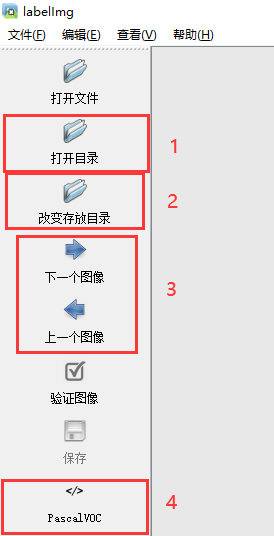 labelImg
文件(F) 编辑(E) 查看(V) 帮助(H)
打开文件
打开目录 1
改变存放目录 2
下一个图像
3
上一个图像
验证图像
保存
</> 4
PascalVOC